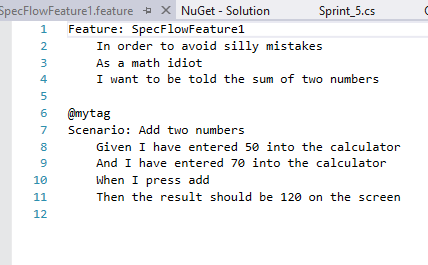 SpecFlowFeature1.feature NuGet - Solution Sprint_5.cs
1 Feature: SpecFlowFeature1
2 In order to avoid silly mistakes
3 As a math idiot
4 I want to be told the sum of two numbers
5
6 @mytag
7 Scenario: Add two numbers
8 Given I have entered 50 into the calculator
9 And I have entered 70 into the calculator
10 When I press add
11 Then the result should be 120 on the screen
12